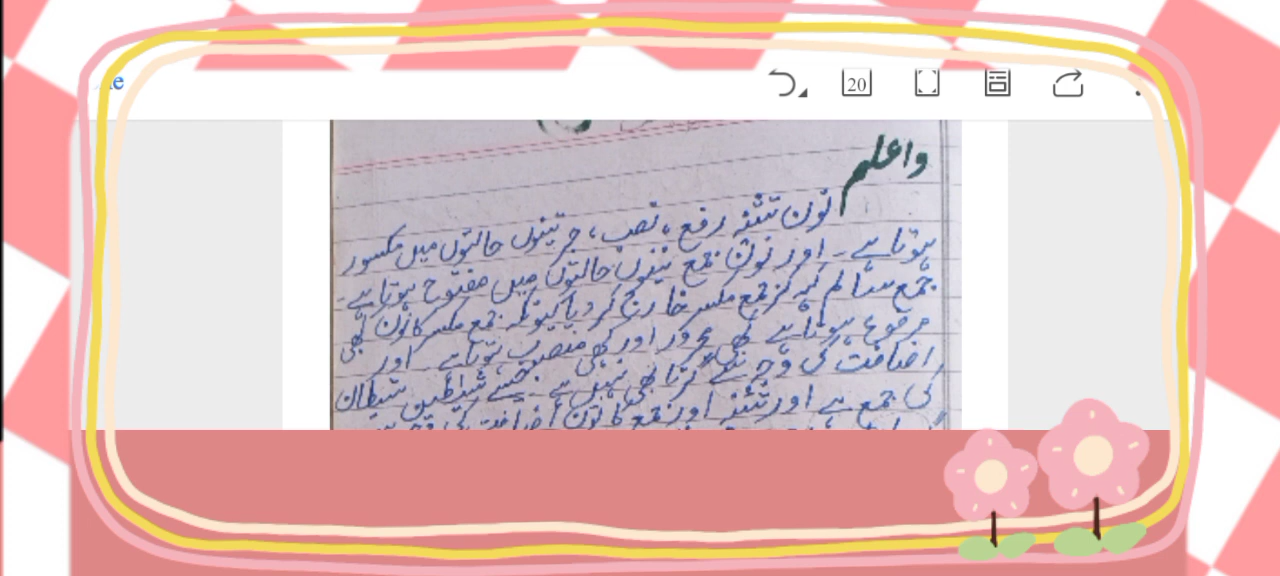 20
واعلم
نون تثنیہ رفع، نصب، جر تینوں حالتوں میں مکسور
ہوتا ہے۔ اور نون جمع تینوں حالتوں میں مفتوح ہوتا ہے۔
جمع سالم کہہ کر جمع مکسر خارج کر دیا کیونکہ جمع مکسر کا نون کبھی
مرفوع ہوتا ہے کبھی مجرور اور کبھی منصوب ہوتا ہے۔ اور
اضافت کی وجہ سے گرتا بھی نہیں ہے۔ جیسے شیاطین شیطان
کی جمع ہے اور تثنیہ اور جمع کا نون اضافت کی وجہ